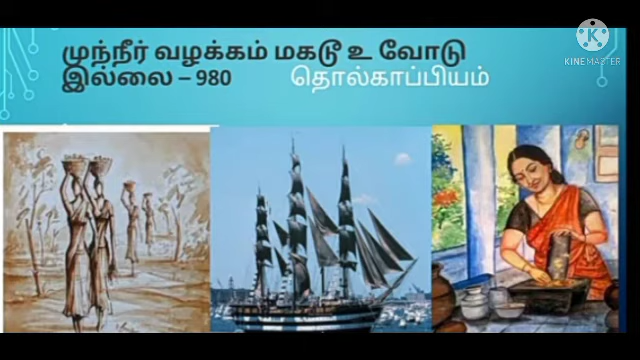 முந்நீர் வழக்கம் மகடூ உ வோடு
இல்லை – 980 தொல்காப்பியம்
KINEMASTER